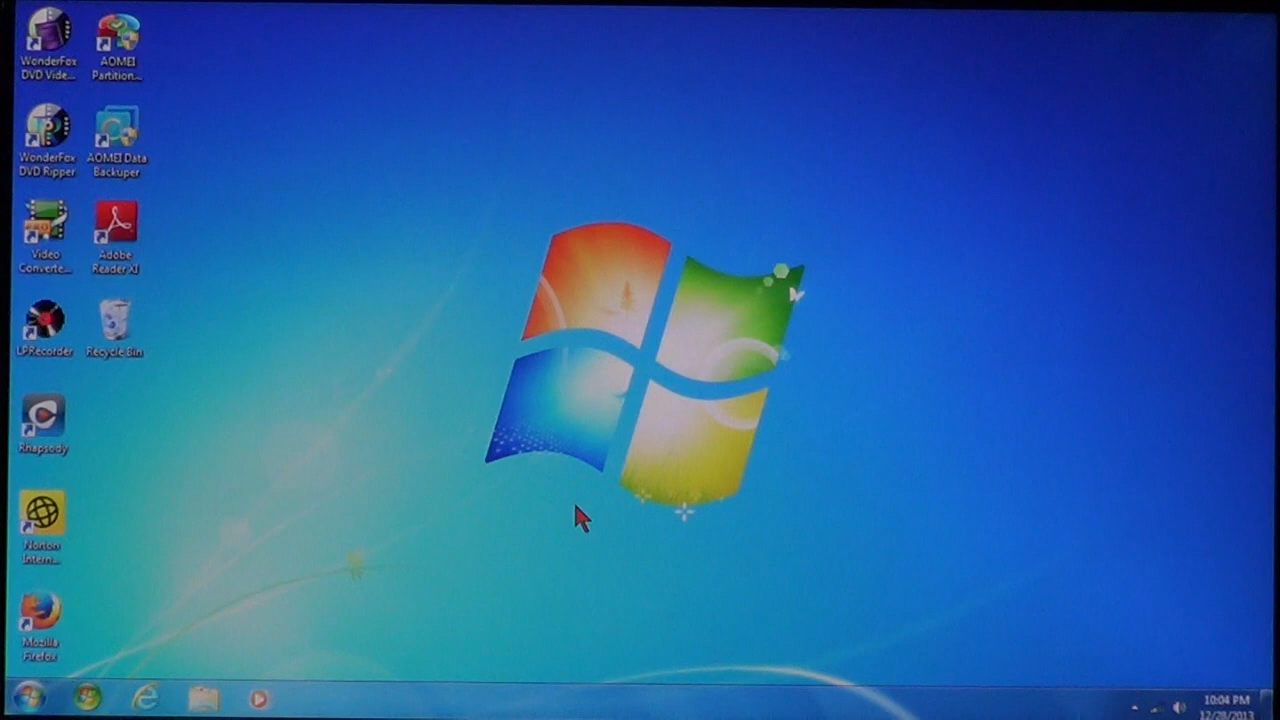 WonderFox
DVD Vide...
AOMEI
Partition...
WonderFox
DVD Ripper
AOMEI Data
Backuper
PRO
Video
Converte...
Adobe
Reader XI
LPRecorder
Recycle Bin
Rhapsody
Norton
Intern...
Mozilla
Firefox
10:04 PM
12/28/2013